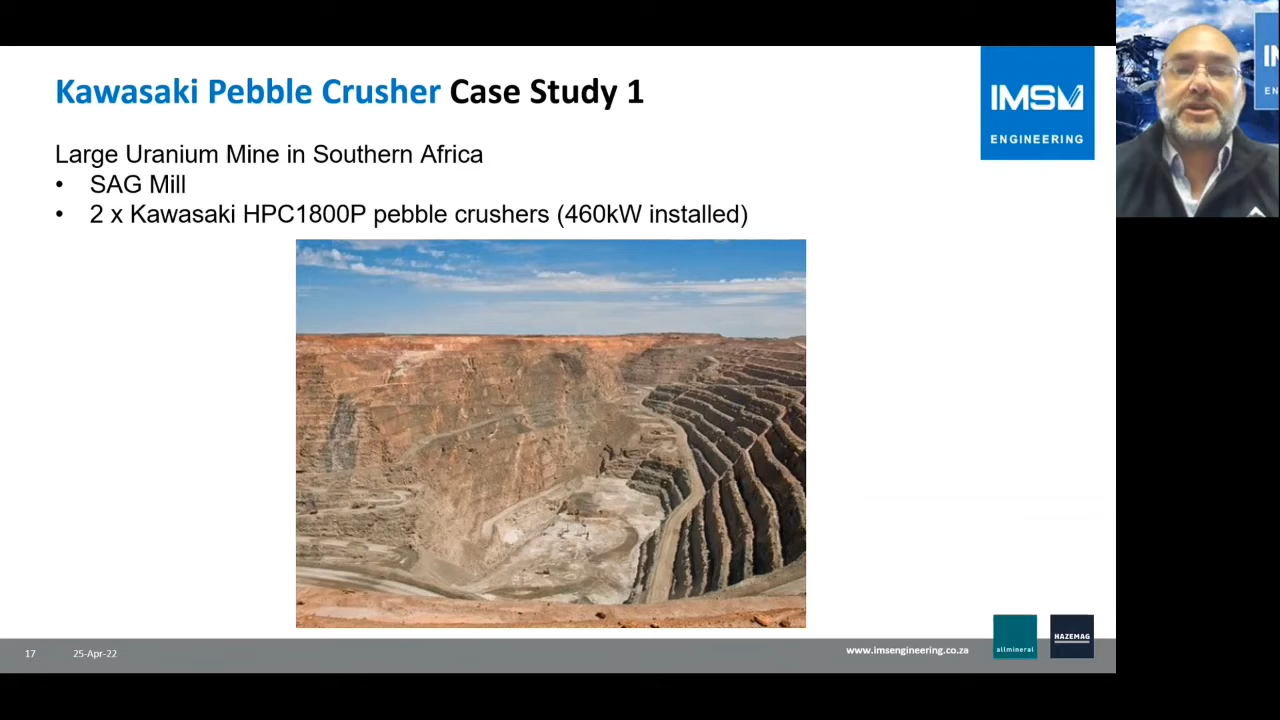 Kawasaki Pebble Crusher Case Study 1
IMS
ENGINEERING
Large Uranium Mine in Southern Africa
• SAG Mill
• 2 x Kawasaki HPC1800P pebble crushers (460kW installed)
17
25-Apr-22
www.imsengineering.co.za
allmineral
HAZEMAG